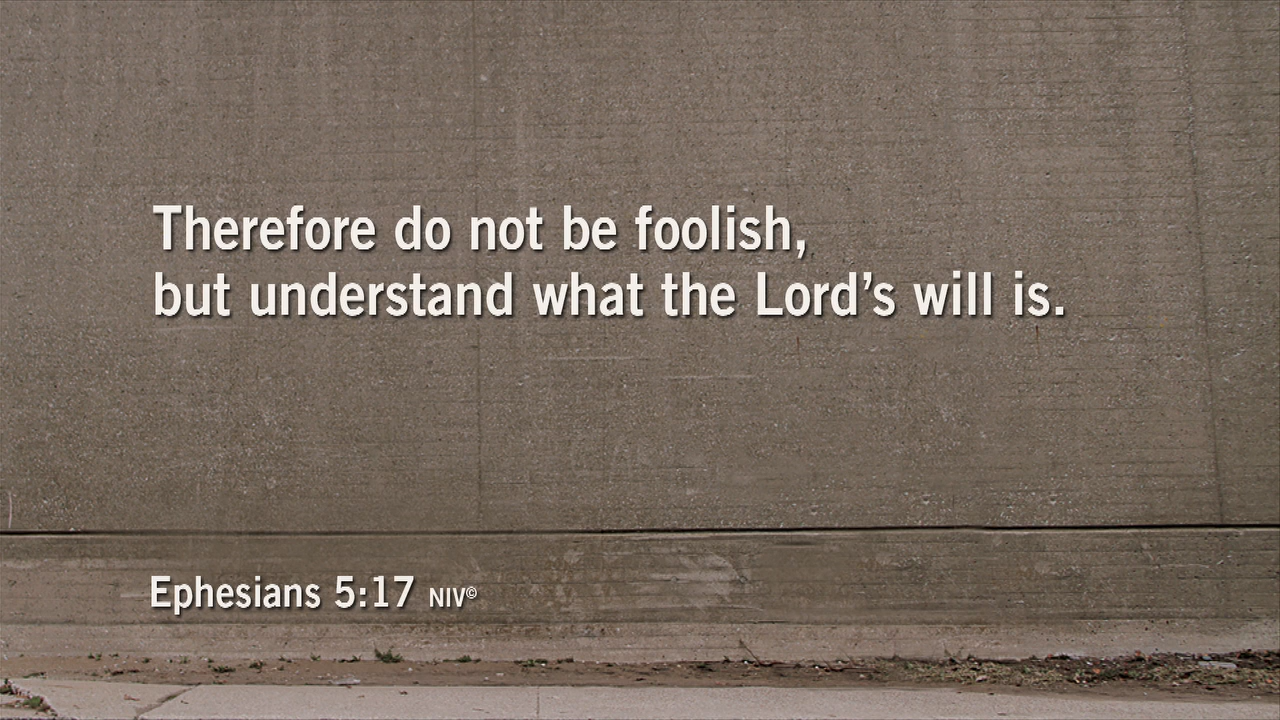 Therefore do not be foolish,
but understand what the Lord’s will is.
Ephesians 5:17 NIV©